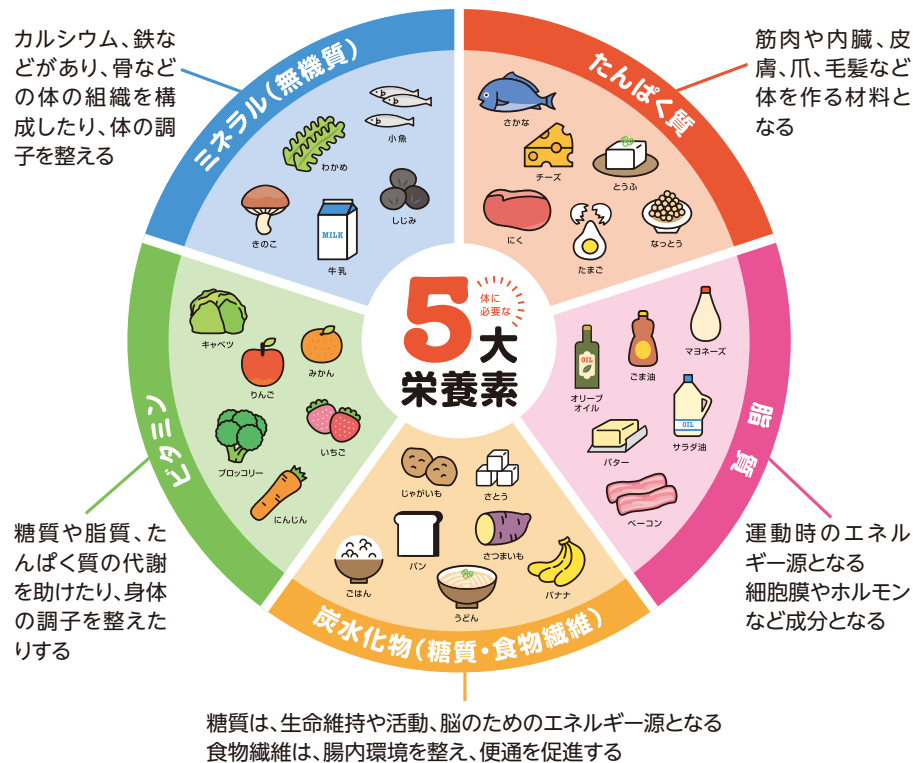 体に
必要な
5大
栄養素
たんぱく質
筋肉や内臓、皮
膚、爪、毛髪など
体を作る材料と
なる
さかな
チーズ
とうふ
にく
たまご
なっとう
脂質
運動時のエネル
ギー源となる
細胞膜やホルモン
など成分となる
マヨネーズ
ごま油
OIL
オリーブ
オイル
OIL
サラダ油
バター
ベーコン
炭水化物(糖質・食物繊維)
糖質は、生命維持や活動、脳のためのエネルギー源となる
食物繊維は、腸内環境を整え、便通を促進する
じゃがいも
さとう
パン
さつまいも
ごはん
うどん
バナナ
ビタミン
糖質や脂質、た
んぱく質の代謝
を助けたり、身体
の調子を整えた
りする
キャベツ
りんご
みかん
ブロッコリー
いちご
にんじん
ミネラル(無機質)
カルシウム、鉄な
どがあり、骨など
の体の組織を構
成したり、体の調
子を整える
小魚
わかめ
しじみ
きのこ
MILK
牛乳